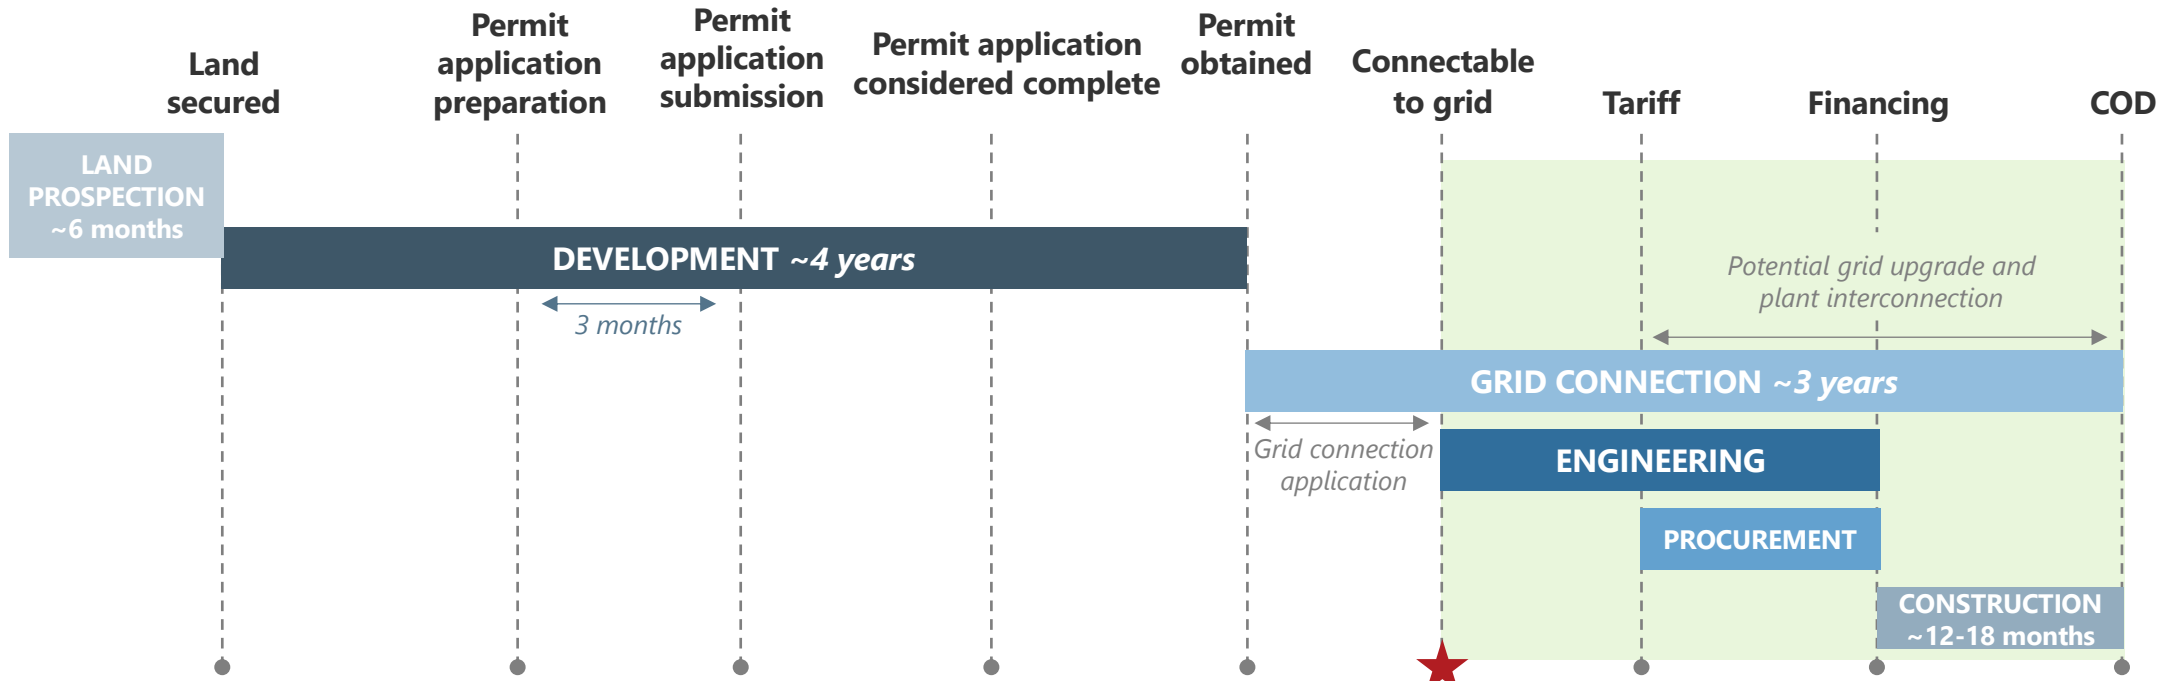 Land
secured
Permit
application
preparation
Permit
application
submission
Permit application
considered complete
Permit
obtained
Connectable
to grid
Tariff
Financing
COD
LAND
PROSPECTION
~6 months
DEVELOPMENT ~4 years
3 months
Potential grid upgrade and
plant interconnection
GRID CONNECTION ~3 years
Grid connection
application
ENGINEERING
PROCUREMENT
CONSTRUCTION
~12-18 months